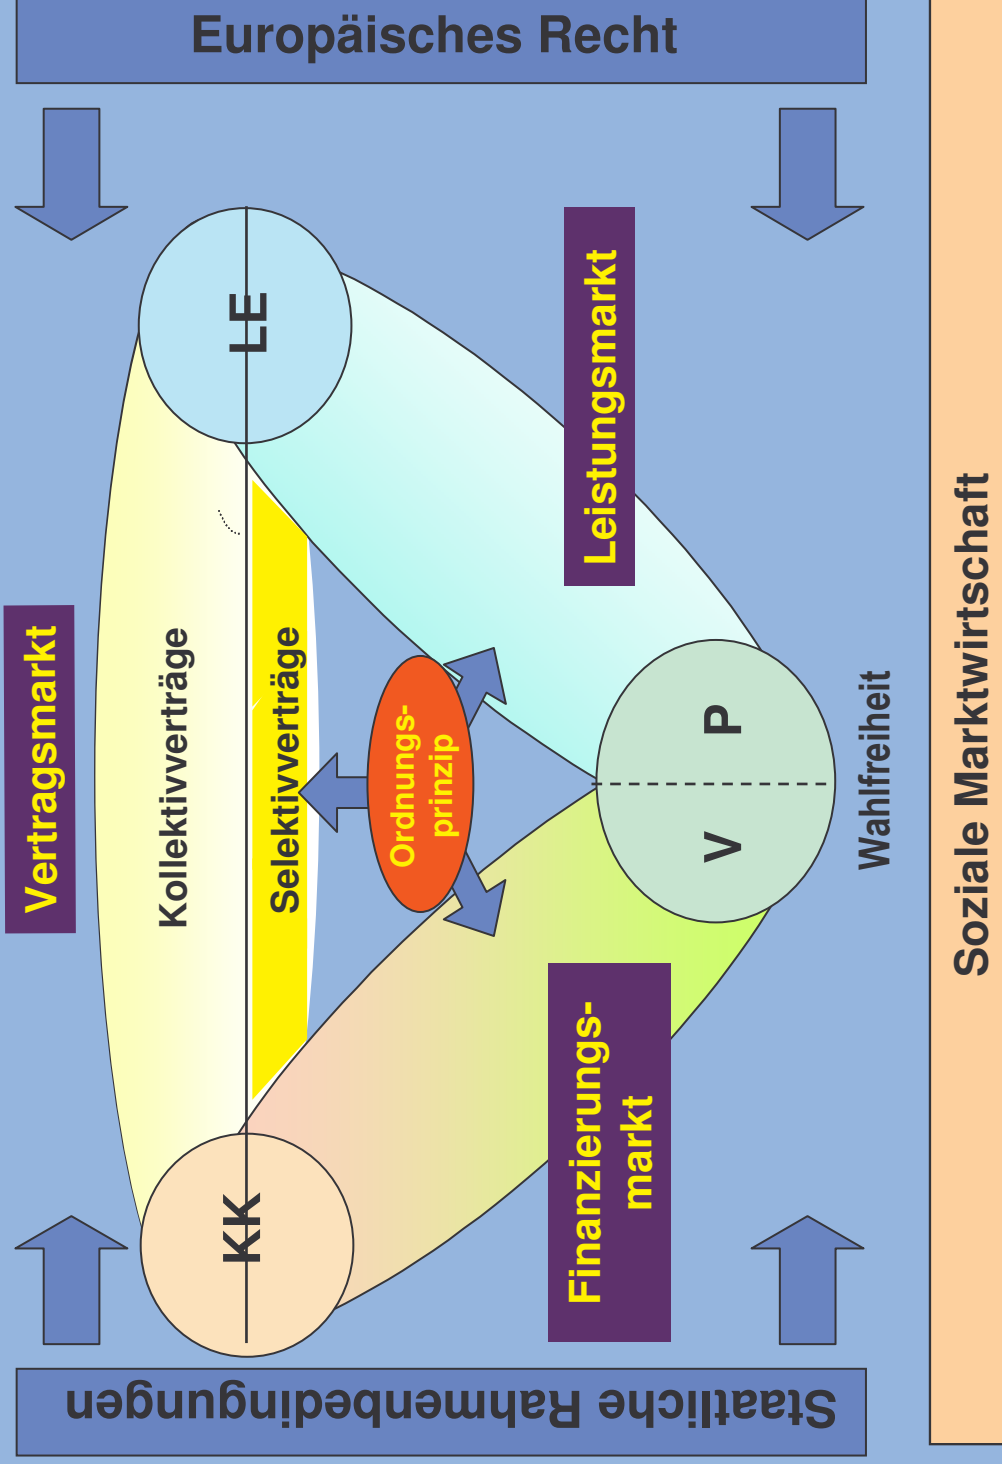 Vertragsmarkt
Staatliche Rahmenbedingungen
Europäisches Recht
KK
LE
Kollektivverträge
Selektivverträge
Ordnungs-
prinzip
Finanzierungs-
markt
Leistungsmarkt
V P
Wahlfreiheit
Soziale Marktwirtschaft